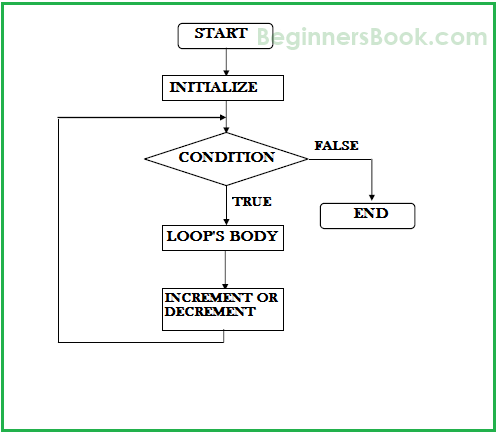 START
BeginnersBook.com
INITIALIZE
CONDITION
FALSE
TRUE
END
LOOP'S BODY
INCREMENT OR
DECREMENT